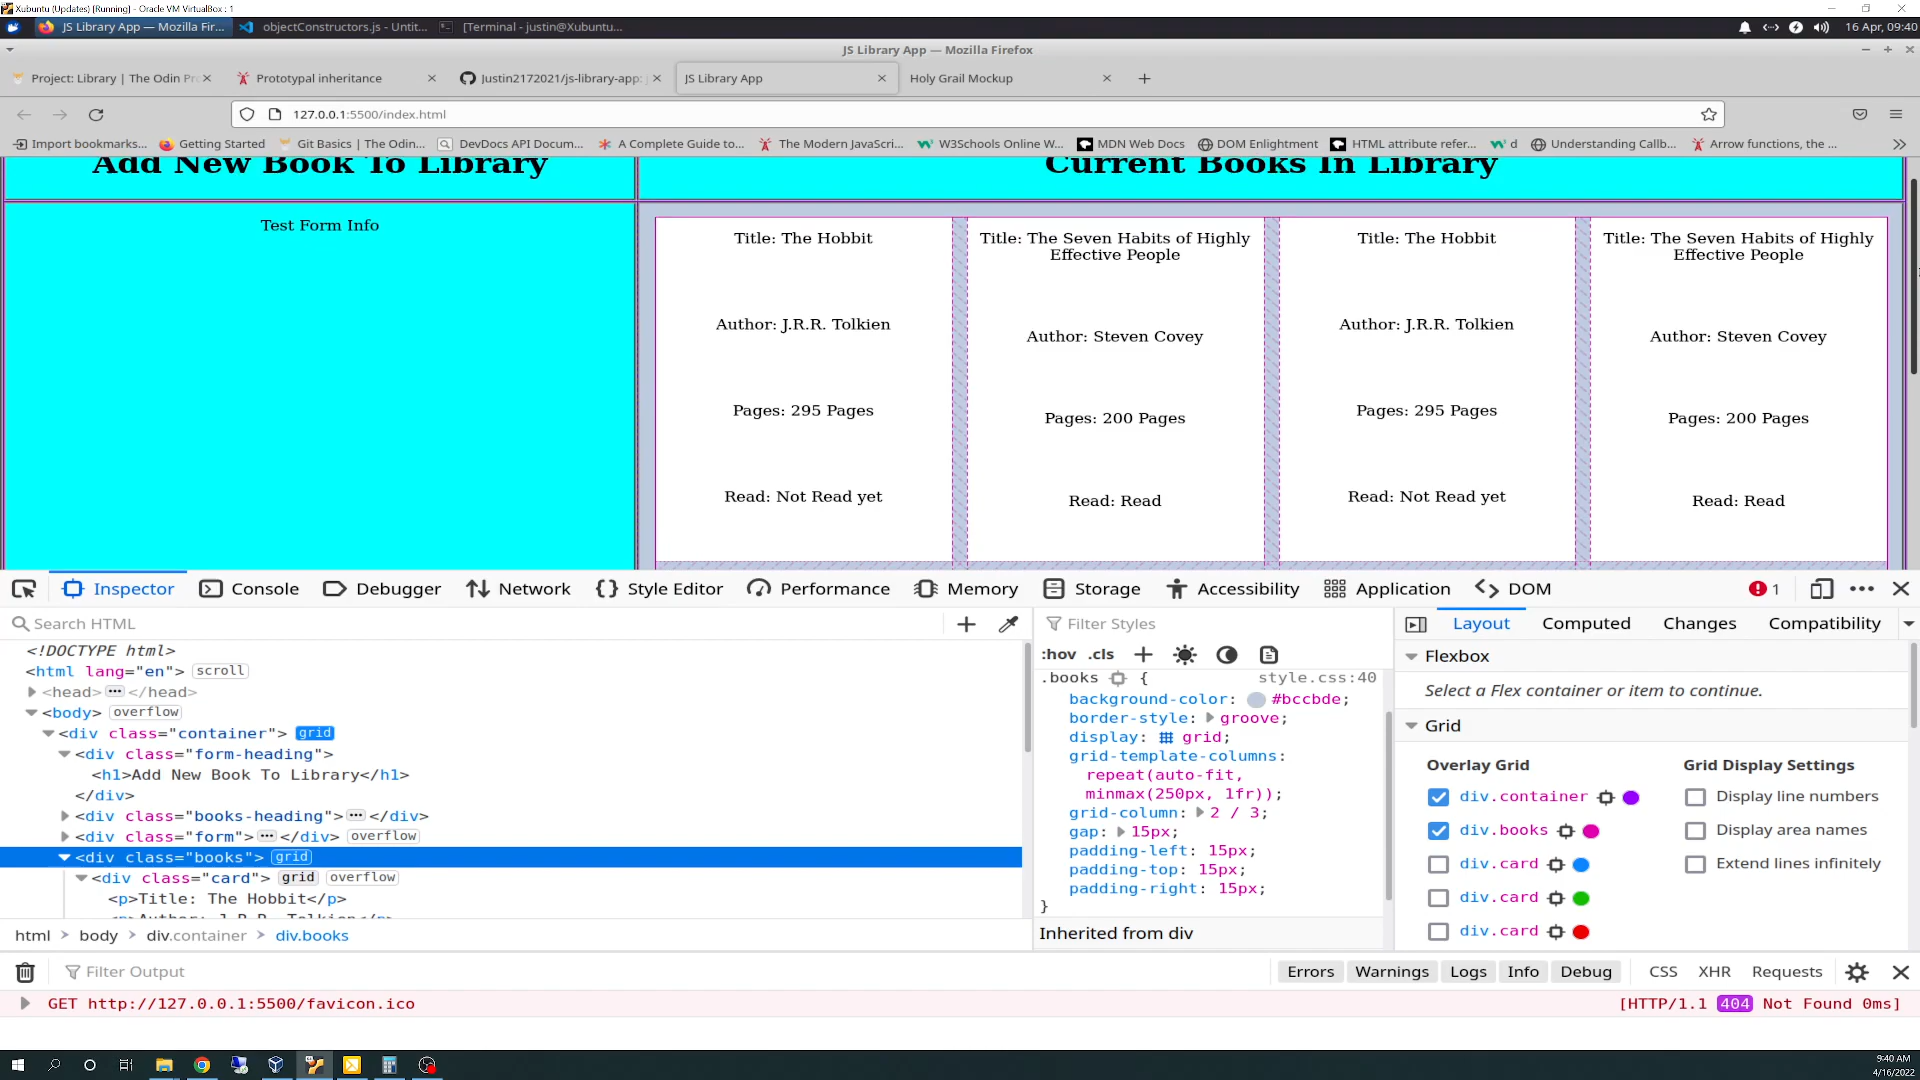 Xubuntu (Updates) [Running] - Oracle VM VirtualBox : 1
JS Library App — Mozilla Fir...
objectConstructors.js - Untit...
[Terminal - justin@Xubuntu...
16 Apr, 09:40
JS Library App — Mozilla Firefox
Project: Library | The Odin Pr
Prototypal inheritance
Justin2172021/js-library-app:
JS Library App
Holy Grail Mockup
127.0.0.1:5500/index.html
Import bookmarks...
Getting Started
Git Basics | The Odin...
DevDocs API Docum...
A Complete Guide to...
The Modern JavaScri...
W3Schools Online W...
MDN Web Docs
DOM Enlightment
HTML attribute refer...
d
Understanding Callb...
Arrow functions, the ...
Add New Book To Library
Current Books In Library
Test Form Info
Title: The Hobbit
Author: J.R.R. Tolkien
Pages: 295 Pages
Read: Not Read yet
Title: The Seven Habits of Highly
Effective People
Author: Steven Covey
Pages: 200 Pages
Read: Read
Title: The Hobbit
Author: J.R.R. Tolkien
Pages: 295 Pages
Read: Not Read yet
Title: The Seven Habits of Highly
Effective People
Author: Steven Covey
Pages: 200 Pages
Read: Read
Inspector
Console
Debugger
Network
Style Editor
Performance
Memory
Storage
Accessibility
Application
DOM
1
Search HTML
<!DOCTYPE html>
<html lang="en"> scroll
<head> ••• </head>
<body> overflow
<div class="container"> grid
<div class="form-heading">
<h1>Add New Book To Library</h1>
</div>
<div class="books-heading"> ••• </div>
<div class="form"> ••• </div> overflow
<div class="books"> grid
<div class="card"> grid overflow
<p>Title: The Hobbit</p>
<p>Author: J.R.R. Tolkien</p>
html > body > div.container > div.books
Filter Styles
:hov .cls
.books { style.css:40
background-color: #bccbde;
border-style: groove;
display: grid;
grid-template-columns:
repeat(auto-fit,
minmax(250px, 1fr));
grid-column: 2 / 3;
gap: 15px;
padding-left: 15px;
padding-top: 15px;
padding-right: 15px;
}
Inherited from div
Layout
Computed
Changes
Compatibility
Flexbox
Select a Flex container or item to continue.
Grid
Overlay Grid
div.container
div.books
div.card
div.card
div.card
Grid Display Settings
Display line numbers
Display area names
Extend lines infinitely
Filter Output
Errors
Warnings
Logs
Info
Debug
CSS
XHR
Requests
GET http://127.0.0.1:5500/favicon.ico
[HTTP/1.1 404 Not Found 0ms]
9:40 AM
4/16/2022